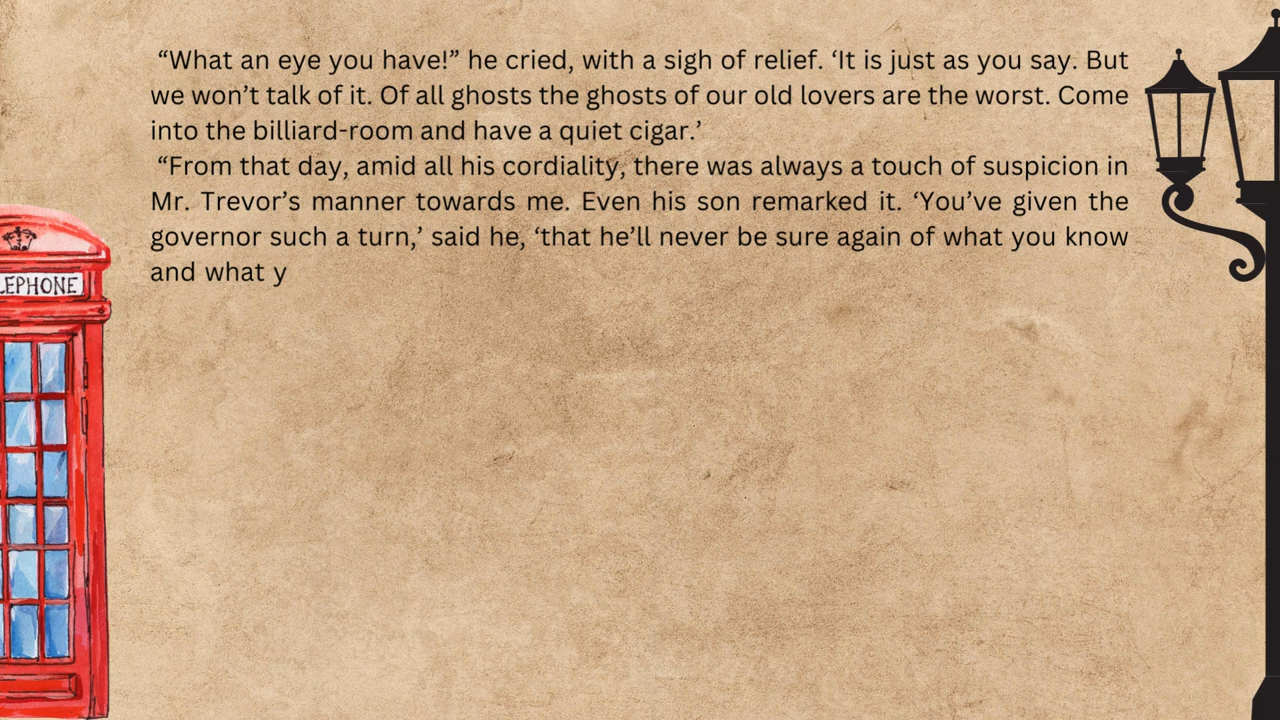 “What an eye you have!” he cried, with a sigh of relief. ‘It is just as you say. But
we won’t talk of it. Of all ghosts the ghosts of our old lovers are the worst. Come
into the billiard-room and have a quiet cigar.’
“From that day, amid all his cordiality, there was always a touch of suspicion in
Mr. Trevor’s manner towards me. Even his son remarked it. ‘You’ve given the
governor such a turn,’ said he, ‘that he’ll never be sure again of what you know
and what y
LEPHONE